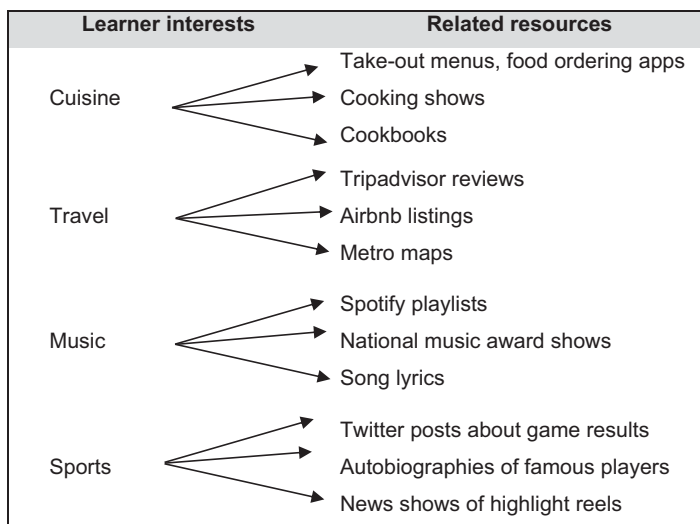 Learner interests Related resources
Take-out menus, food ordering apps
Cuisine Cooking shows
Cookbooks
Tripadvisor reviews
Travel Airbnb listings
Metro maps
Spotify playlists
Music National music award shows
Song lyrics
Twitter posts about game results
Sports Autobiographies of famous players
News shows of highlight reels